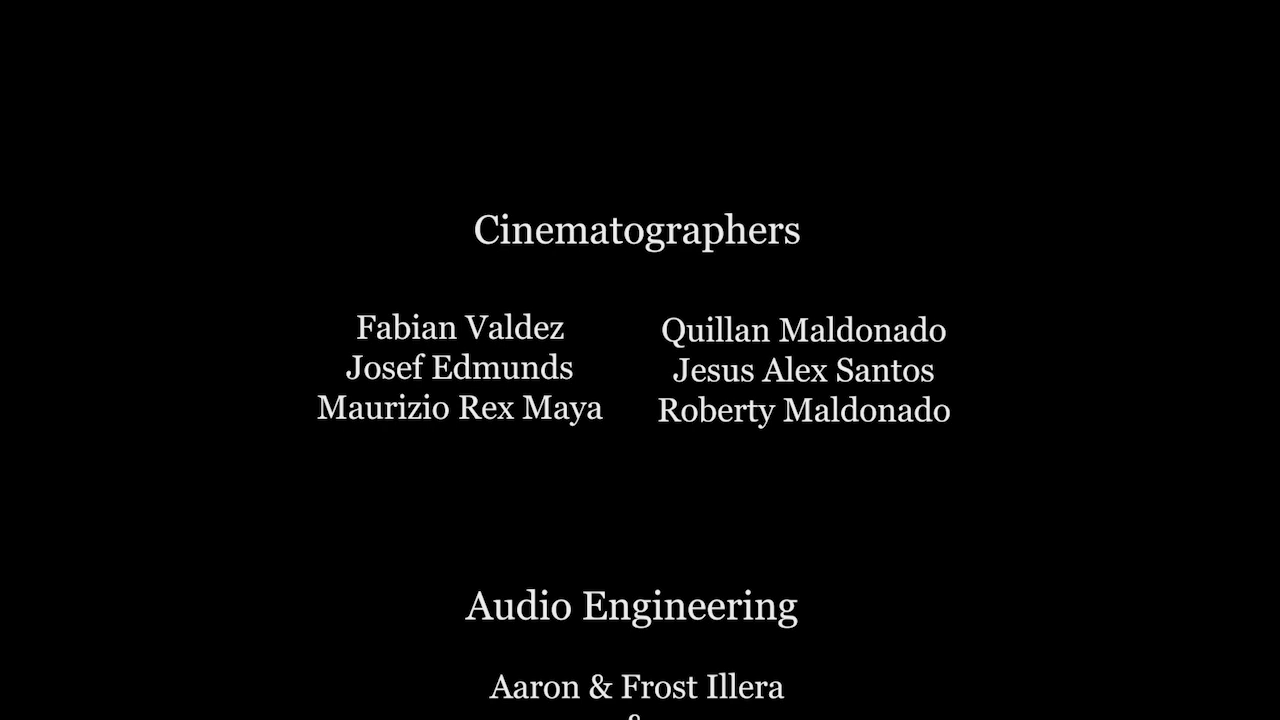 Cinematographers
Fabian Valdez
Josef Edmunds
Maurizio Rex Maya
Quillan Maldonado
Jesus Alex Santos
Roberty Maldonado
Audio Engineering
Aaron & Frost Illera